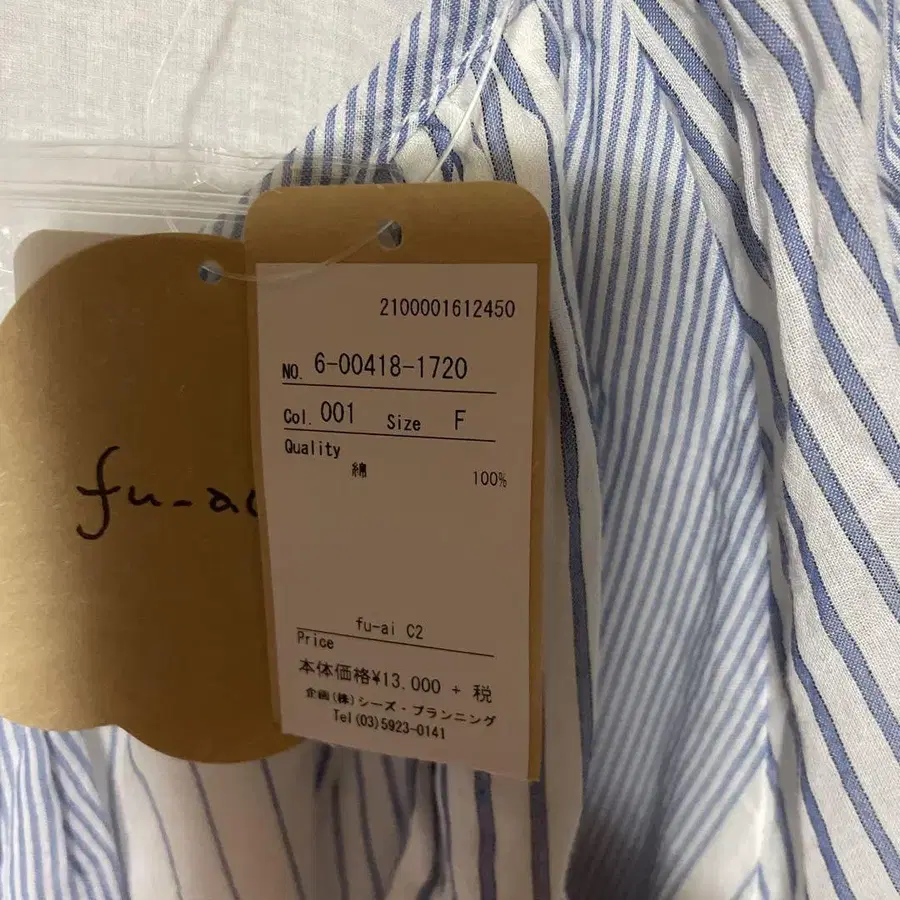 fu-ai
2100001612450
NO. 6-00418-1720
Col. 001 Size F
Quality
綿 100%
fu-ai C2
Price
本体価格¥13,000 + 税
企画(株)シーズ・プランニング
Tel(03)5923-0141